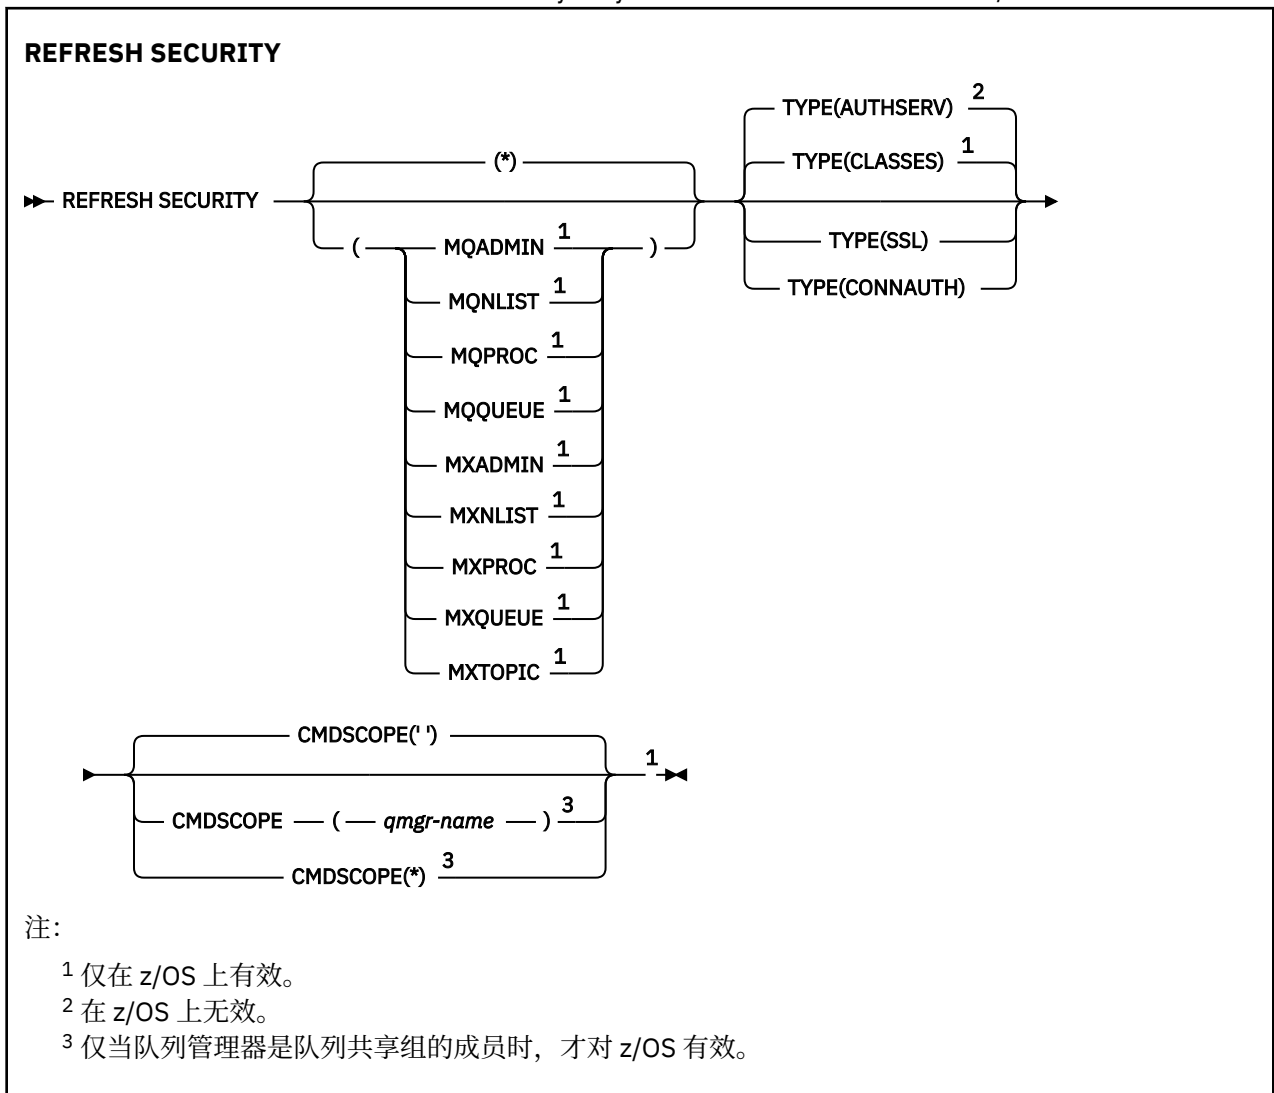 REFRESH SECURITY
TYPE(AUTHSERV) 2
(*)
TYPE(CLASSES) 1
REFRESH SECURITY
TYPE(SSL)
( MQADMIN 1 )
TYPE(CONNAUTH)
MQNLIST 1
MQPROC 1
MQQUEUE 1
MXADMIN 1
MXNLIST 1
MXPROC 1
MXQUEUE 1
MXTOPIC 1
CMDSCOPE(' ')
1
CMDSCOPE ( qmgr-name ) 3
CMDSCOPE(*) 3
注：
1 仅在 z/OS 上有效。
2 在 z/OS 上无效。
3 仅当队列管理器是队列共享组的成员时，才对 z/OS 有效。